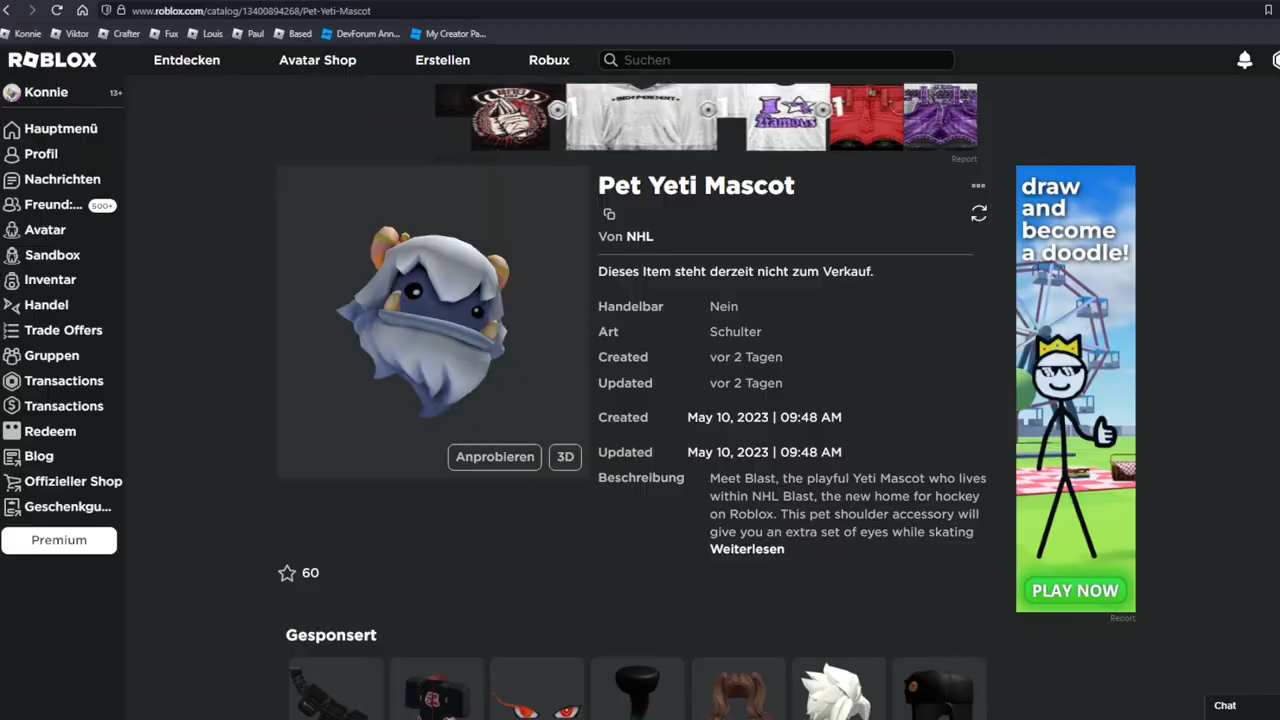 www.roblox.com/catalog/13400894268/Pet-Yeti-Mascot
Konnie Viktor Crafter Fux Louis Paul Based DevForum Ann... My Creator Pa...
ROBLOX Entdecken Avatar Shop Erstellen Robux Suchen
Konnie 13+
Hauptmenü
Profil
Nachrichten
Freund:... 500+
Avatar
Sandbox
Inventar
Handel
Trade Offers
Gruppen
Transactions
Transactions
Redeem
Blog
Offizieller Shop
Geschenkgu...
Premium
I
2famous
Report
Pet Yeti Mascot
Von NHL
Dieses Item steht derzeit nicht zum Verkauf.
Handelbar Nein
Art Schulter
Created vor 2 Tagen
Updated vor 2 Tagen
Created May 10, 2023 | 09:48 AM
Updated May 10, 2023 | 09:48 AM
Beschreibung Meet Blast, the playful Yeti Mascot who lives
within NHL Blast, the new home for hockey
on Roblox. This pet shoulder accessory will
give you an extra set of eyes while skating
Weiterlesen
Anprobieren 3D
60
draw
and
become
a doodle!
PLAY NOW
Report
Gesponsert
Chat